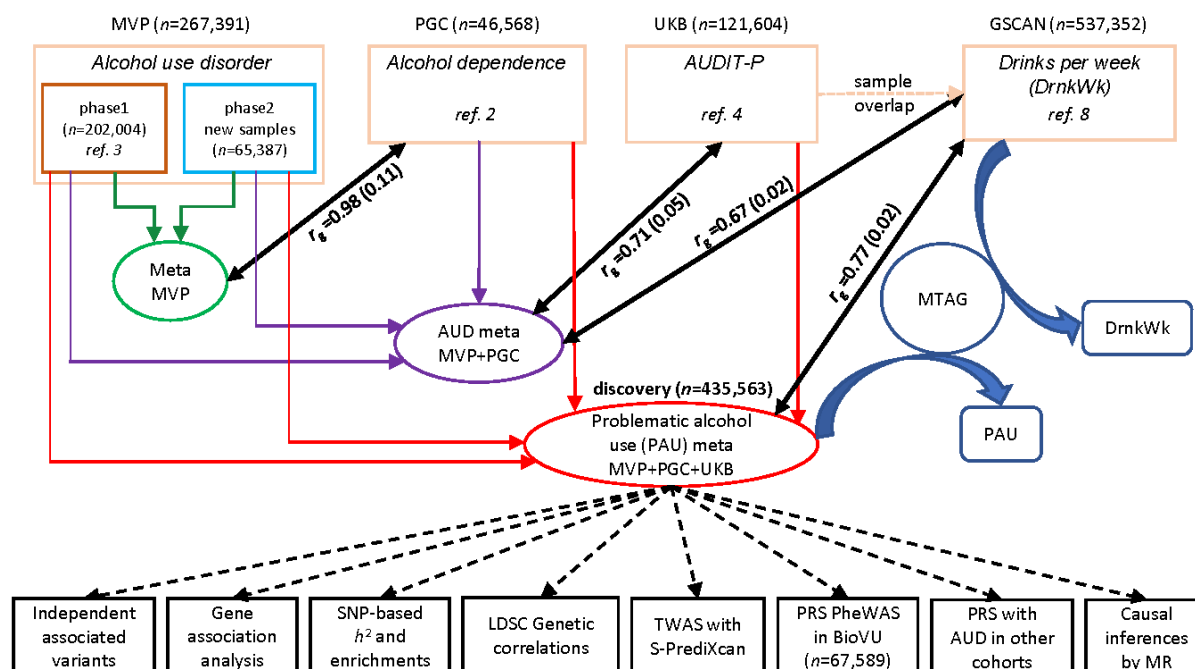 MVP (n=267,391)
PGC (n=46,568)
UKB (n=121,604)
GSCAN (n=537,352)
Alcohol use disorder
phase1
(n=202,004)
ref. 3
phase2
new samples
(n=65,387)
Alcohol dependence
ref. 2
AUDIT-P
ref. 4
sample
overlap
Drinks per week
(DrnkWk)
ref. 8
rg=0.98 (0.11)
rg=0.71 (0.05)
rg=0.67 (0.02)
rg=0.77 (0.02)
Meta
MVP
AUD meta
MVP+PGC
MTAG
DrnkWk
PAU
discovery (n=435,563)
Problematic alcohol
use (PAU) meta
MVP+PGC+UKB
Independent
associated
variants
Gene
association
analysis
SNP-based
h² and
enrichments
LDSC Genetic
correlations
TWAS with
S-PrediXcan
PRS PheWAS
in BioVU
(n=67,589)
PRS with
AUD in other
cohorts
Causal
inferences
by MR